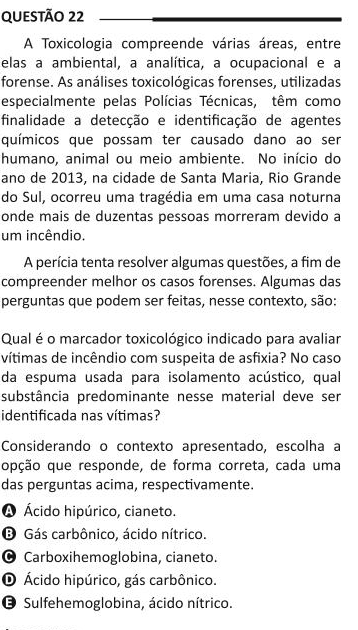 QUESTÃO 22
A Toxicologia compreende várias áreas, entre
elas a ambiental, a analítica, a ocupacional e a
forense. As análises toxicológicas forenses, utilizadas
especialmente pelas Polícias Técnicas, têm como
finalidade a detecção e identificação de agentes
químicos que possam ter causado dano ao ser
humano, animal ou meio ambiente. No início do
ano de 2013, na cidade de Santa Maria, Rio Grande
do Sul, ocorreu uma tragédia em uma casa noturna
onde mais de duzentas pessoas morreram devido a
um incêndio.
A perícia tenta resolver algumas questões, a fim de
compreender melhor os casos forenses. Algumas das
perguntas que podem ser feitas, nesse contexto, são:
Qual é o marcador toxicológico indicado para avaliar
vítimas de incêndio com suspeita de asfixia? No caso
da espuma usada para isolamento acústico, qual
substância predominante nesse material deve ser
identificada nas vítimas?
Considerando o contexto apresentado, escolha a
opção que responde, de forma correta, cada uma
das perguntas acima, respectivamente.
A Ácido hipúrico, cianeto.
B Gás carbônico, ácido nítrico.
C Carboxihemoglobina, cianeto.
D Ácido hipúrico, gás carbônico.
E Sulfehemoglobina, ácido nítrico.